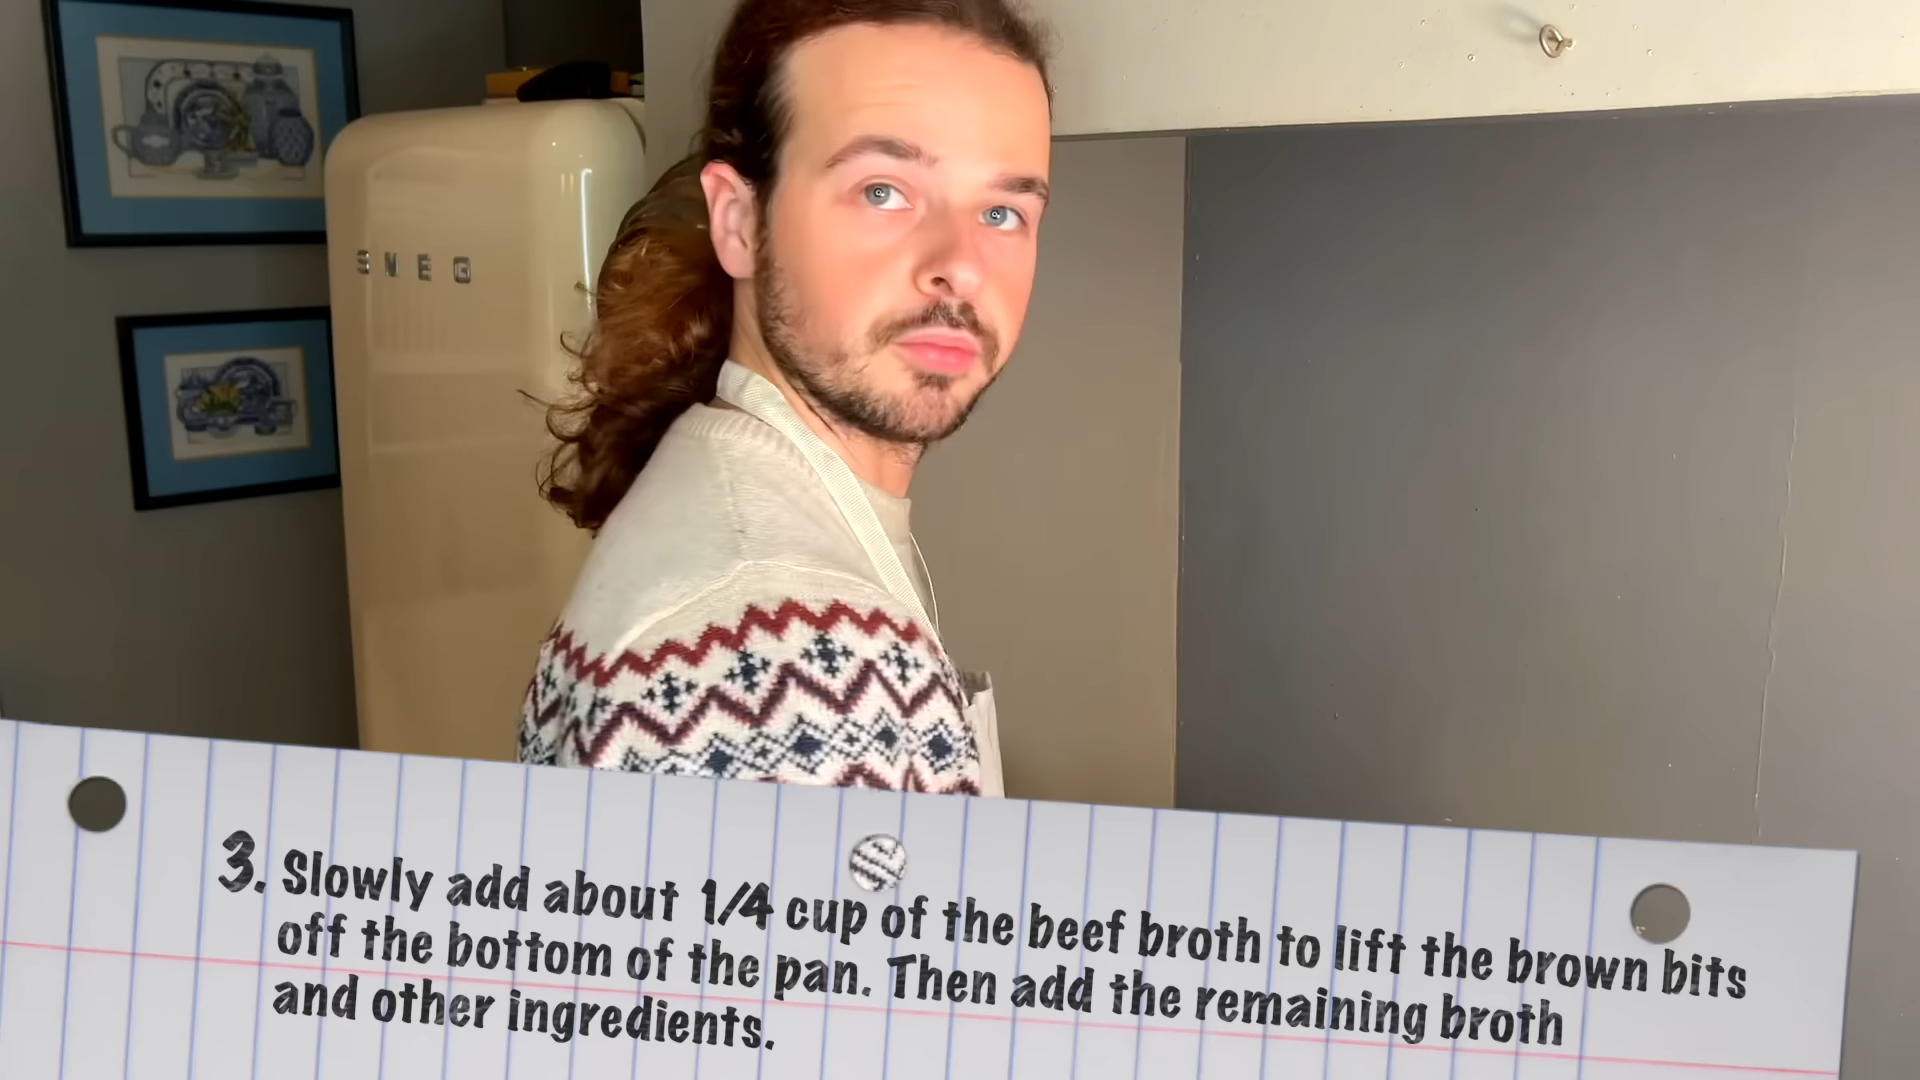 SMEG
3. Slowly add about 1/4 cup of the beef broth to lift the brown bits
off the bottom of the pan. Then add the remaining broth
and other ingredients.